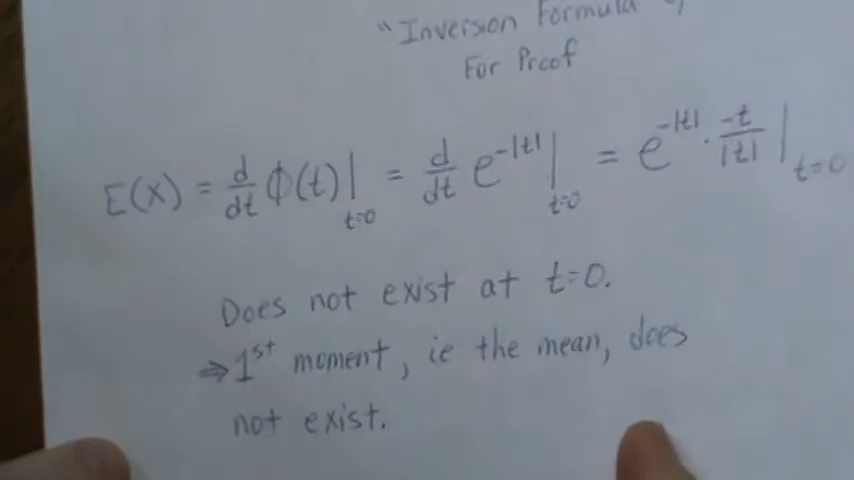 "Inversion Formula"
For Proof
E(X) = d/dt Φ(t)|t=0 = d/dt e^-|t| |t=0 = e^-|t| · -t/|t| |t=0
Does not exist at t=0.
⇒ 1st moment, ie the mean, does
not exist.